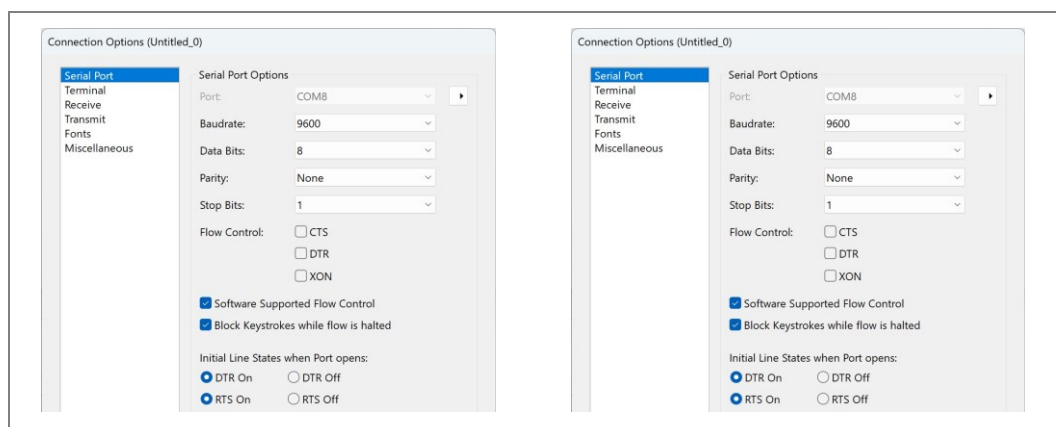 Connection Options (Untitled_0)
Serial Port
Terminal
Receive
Transmit
Fonts
Miscellaneous
Serial Port Options
Port: COM8
Baudrate: 9600
Data Bits: 8
Parity: None
Stop Bits: 1
Flow Control: CTS
DTR
XON
Software Supported Flow Control
Block Keystrokes while flow is halted
Initial Line States when Port opens:
DTR On DTR Off
RTS On RTS Off
Connection Options (Untitled_0)
Serial Port
Terminal
Receive
Transmit
Fonts
Miscellaneous
Serial Port Options
Port: COM8
Baudrate: 9600
Data Bits: 8
Parity: None
Stop Bits: 1
Flow Control: CTS
DTR
XON
Software Supported Flow Control
Block Keystrokes while flow is halted
Initial Line States when Port opens:
DTR On DTR Off
RTS On RTS Off